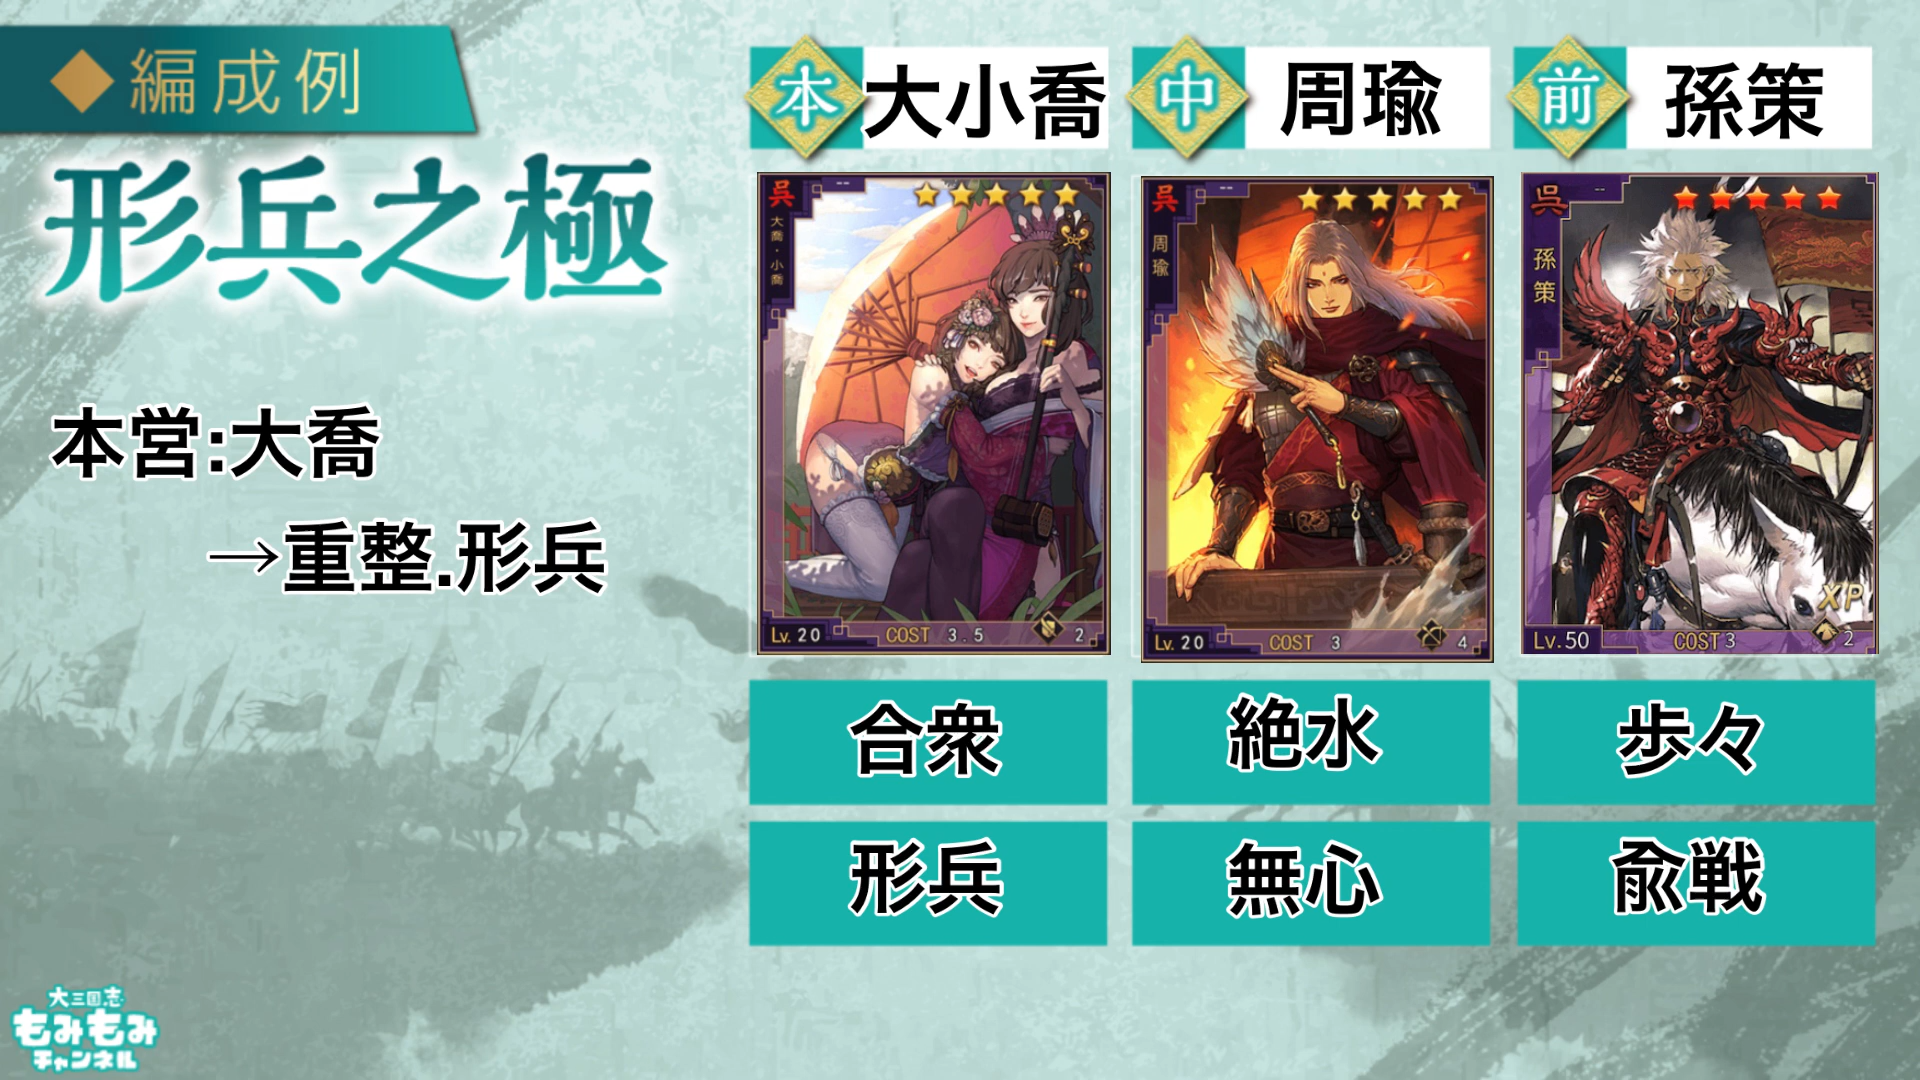 編成例
形兵之極
本営:大喬
→重整.形兵
本 大小喬
中 周瑜
前 孫策
呉 --
大喬・小喬
Lv.20 COST 3.5 2
呉 --
周瑜
Lv.20 COST 3 4
呉 --
孫策
XP
Lv.50 COST3 2
合衆
絶水
歩々
形兵
無心
兪戦
大三国志
もみもみ
チャンネル